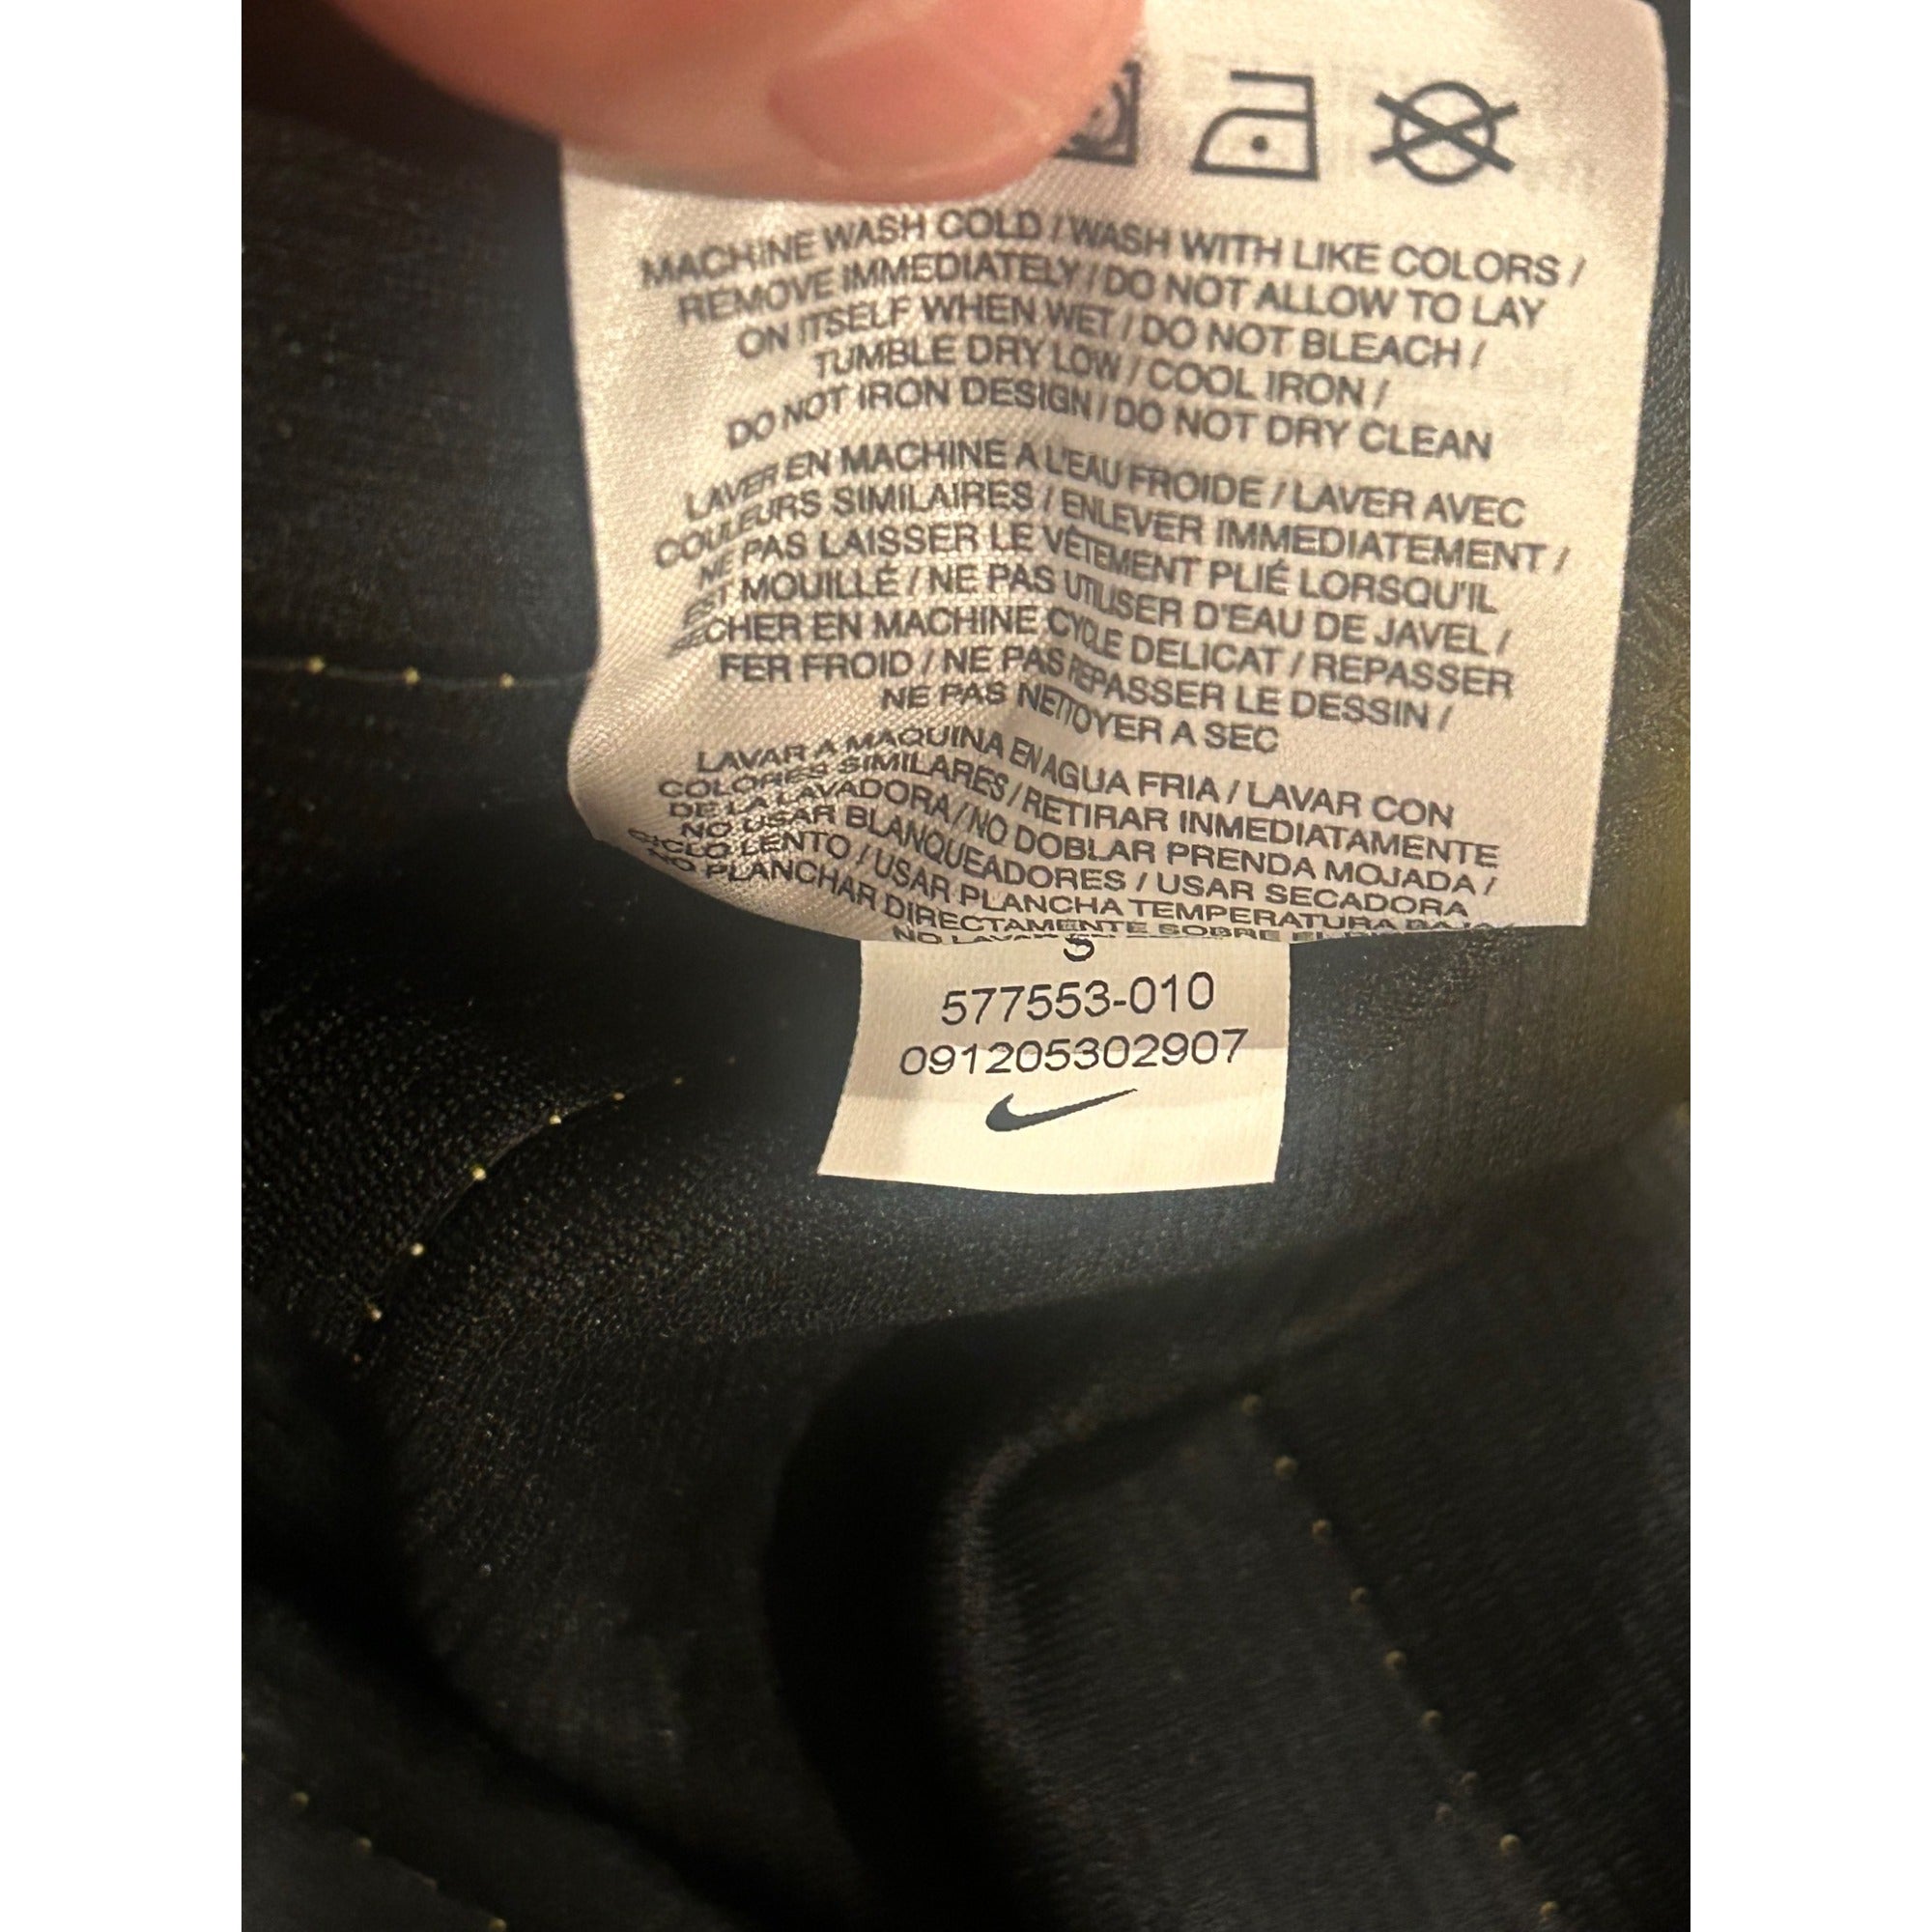 MACHINE WASH COLD / WASH WITH LIKE COLORS /
REMOVE IMMEDIATELY / DO NOT ALLOW TO LAY
ON ITSELF WHEN WET / DO NOT BLEACH /
TUMBLE DRY LOW / COOL IRON /
DO NOT IRON DESIGN / DO NOT DRY CLEAN
LAVER EN MACHINE A L'EAU FROIDE / LAVER AVEC
COULEURS SIMILAIRES / ENLEVER IMMEDIATEMENT /
NE PAS LAISSER LE VÊTEMENT PLIÉ LORSQU'IL
EST MOUILLÉ / NE PAS UTILISER D'EAU DE JAVEL /
SECHER EN MACHINE CYCLE DELICAT / REPASSER
FER FROID / NE PAS REPASSER LE DESSIN /
NE PAS NETTOYER A SEC
LAVAR A MAQUINA EN AGUA FRIA / LAVAR CON
COLORES SIMILARES / RETIRAR INMEDIATAMENTE
DE LA LAVADORA / NO DOBLAR PRENDA MOJADA /
NO USAR BLANQUEADORES / USAR SECADORA
CICLO LENTO / USAR PLANCHA TEMPERATURA BAJA
NO PLANCHAR DIRECTAMENTE SOBRE EL
NO LAVAR
S
577553-010
091205302907